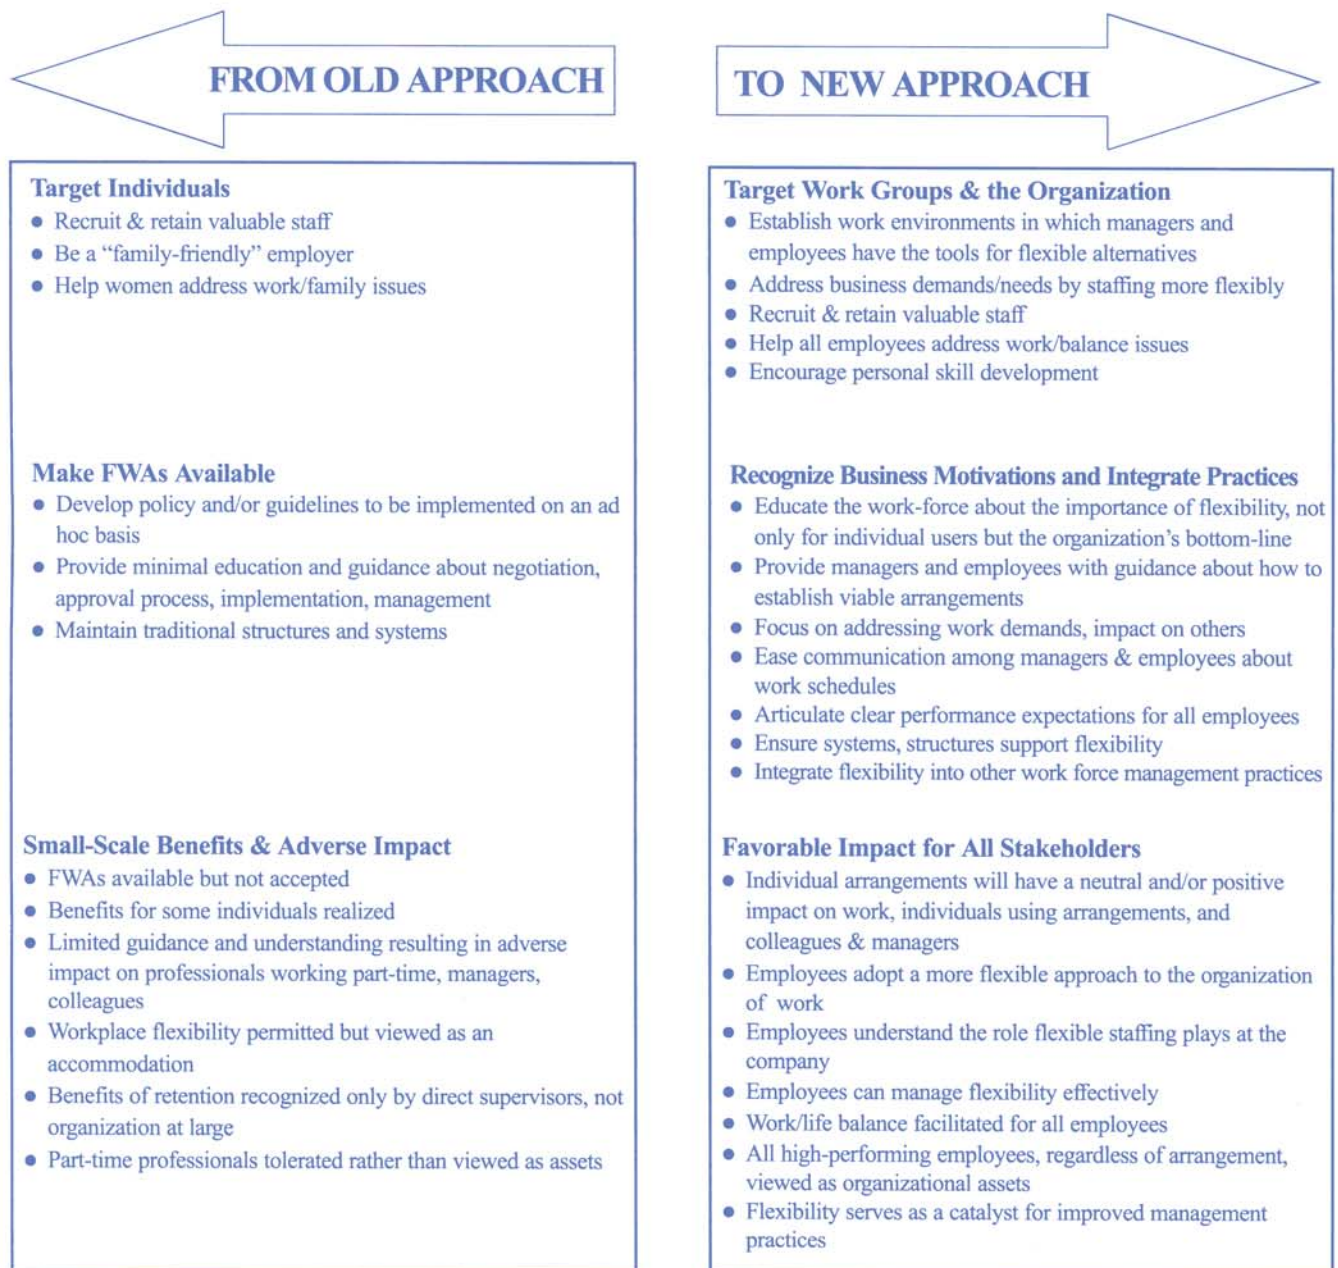 FROM OLD APPROACH
Target Individuals
● Recruit & retain valuable staff
● Be a “family-friendly” employer
● Help women address work/family issues
Make FWAs Available
● Develop policy and/or guidelines to be implemented on an ad
hoc basis
● Provide minimal education and guidance about negotiation,
approval process, implementation, management
● Maintain traditional structures and systems
Small-Scale Benefits & Adverse Impact
● FWAs available but not accepted
● Benefits for some individuals realized
● Limited guidance and understanding resulting in adverse
impact on professionals working part-time, managers,
colleagues
● Workplace flexibility permitted but viewed as an
accommodation
● Benefits of retention recognized only by direct supervisors, not
organization at large
● Part-time professionals tolerated rather than viewed as assets
TO NEW APPROACH
Target Work Groups & the Organization
● Establish work environments in which managers and
employees have the tools for flexible alternatives
● Address business demands/needs by staffing more flexibly
● Recruit & retain valuable staff
● Help all employees address work/balance issues
● Encourage personal skill development
Recognize Business Motivations and Integrate Practices
● Educate the work-force about the importance of flexibility, not
only for individual users but the organization’s bottom-line
● Provide managers and employees with guidance about how to
establish viable arrangements
● Focus on addressing work demands, impact on others
● Ease communication among managers & employees about
work schedules
● Articulate clear performance expectations for all employees
● Ensure systems, structures support flexibility
● Integrate flexibility into other work force management practices
Favorable Impact for All Stakeholders
● Individual arrangements will have a neutral and/or positive
impact on work, individuals using arrangements, and
colleagues & managers
● Employees adopt a more flexible approach to the organization
of work
● Employees understand the role flexible staffing plays at the
company
● Employees can manage flexibility effectively
● Work/life balance facilitated for all employees
● All high-performing employees, regardless of arrangement,
viewed as organizational assets
● Flexibility serves as a catalyst for improved management
practices